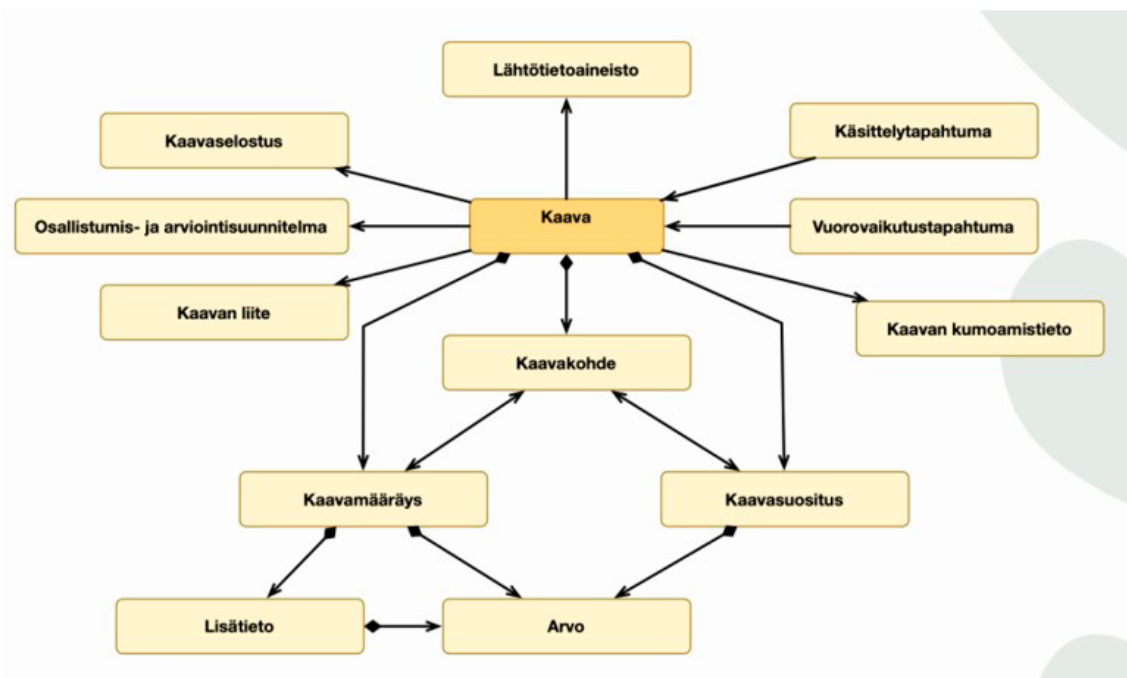 Lähtötietoaineisto
Kaavaselostus
Käsittelytapahtuma
Kaava
Osallistumis- ja arviointisuunnitelma
Vuorovaikutustapahtuma
Kaavan liite
Kaavan kumoamistieto
Kaavakohde
Kaavamääräys
Kaavasuositus
Lisätieto
Arvo